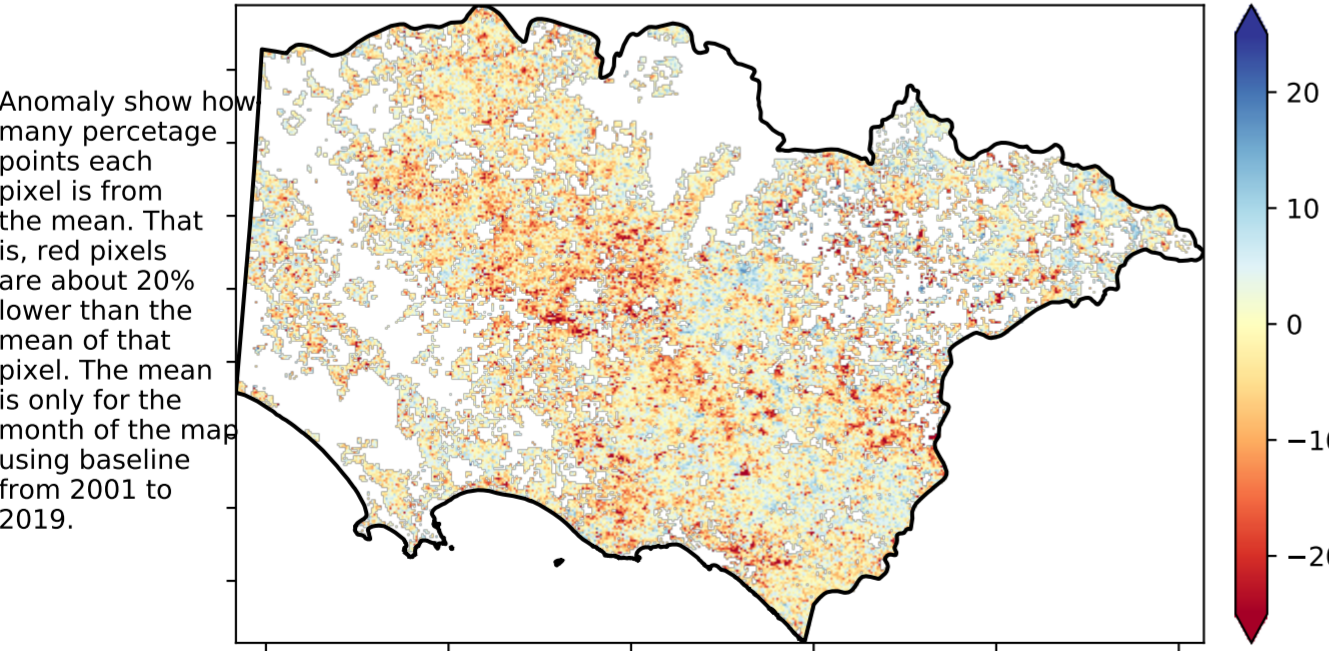 Anomaly show how
many percetage
points each
pixel is from
the mean. That
is, red pixels
are about 20%
lower than the
mean of that
pixel. The mean
is only for the
month of the map
using baseline
from 2001 to
2019.
20
10
0
−10
−20